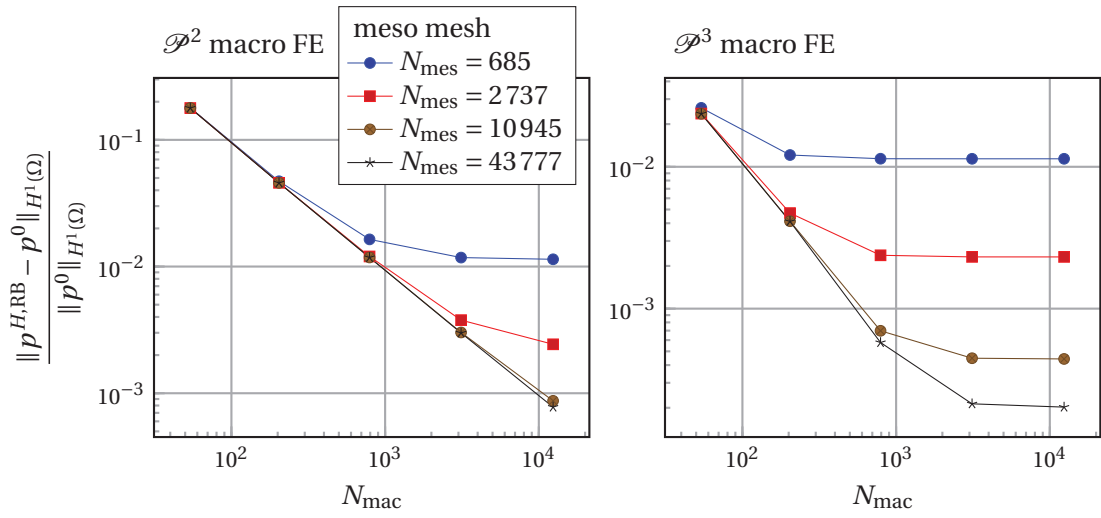 𝒫² macro FE
meso mesh
N_mes = 685
N_mes = 2 737
N_mes = 10 945
N_mes = 43 777
‖p^{H,RB} − p⁰‖_{H¹(Ω)}
‖p⁰‖_{H¹(Ω)}
10⁻¹
10⁻²
10⁻³
10²
10³
10⁴
N_mac
𝒫³ macro FE
10⁻²
10⁻³
10²
10³
10⁴
N_mac